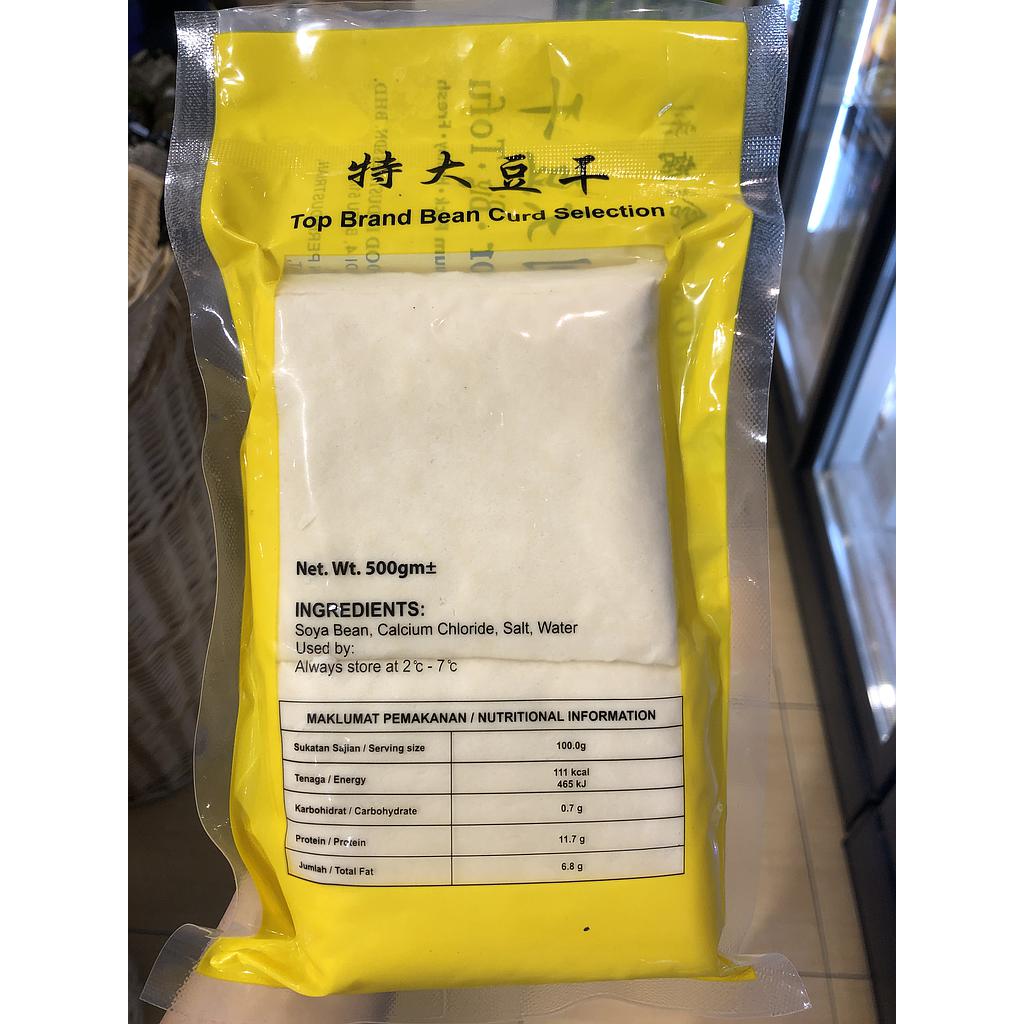 特大豆干
Top Brand Bean Curd Selection
Net. Wt. 500gm±
INGREDIENTS:
Soya Bean, Calcium Chloride, Salt, Water
Used by:
Always store at 2°c - 7°c
MAKLUMAT PEMAKANAN / NUTRITIONAL INFORMATION
Sukatan Sajian / Serving size 100.0g
Tenaga / Energy 111 kcal
465 kJ
Karbohidrat / Carbohydrate 0.7 g
Protein / Protein 11.7 g
Jumlah / Total Fat 6.8 g